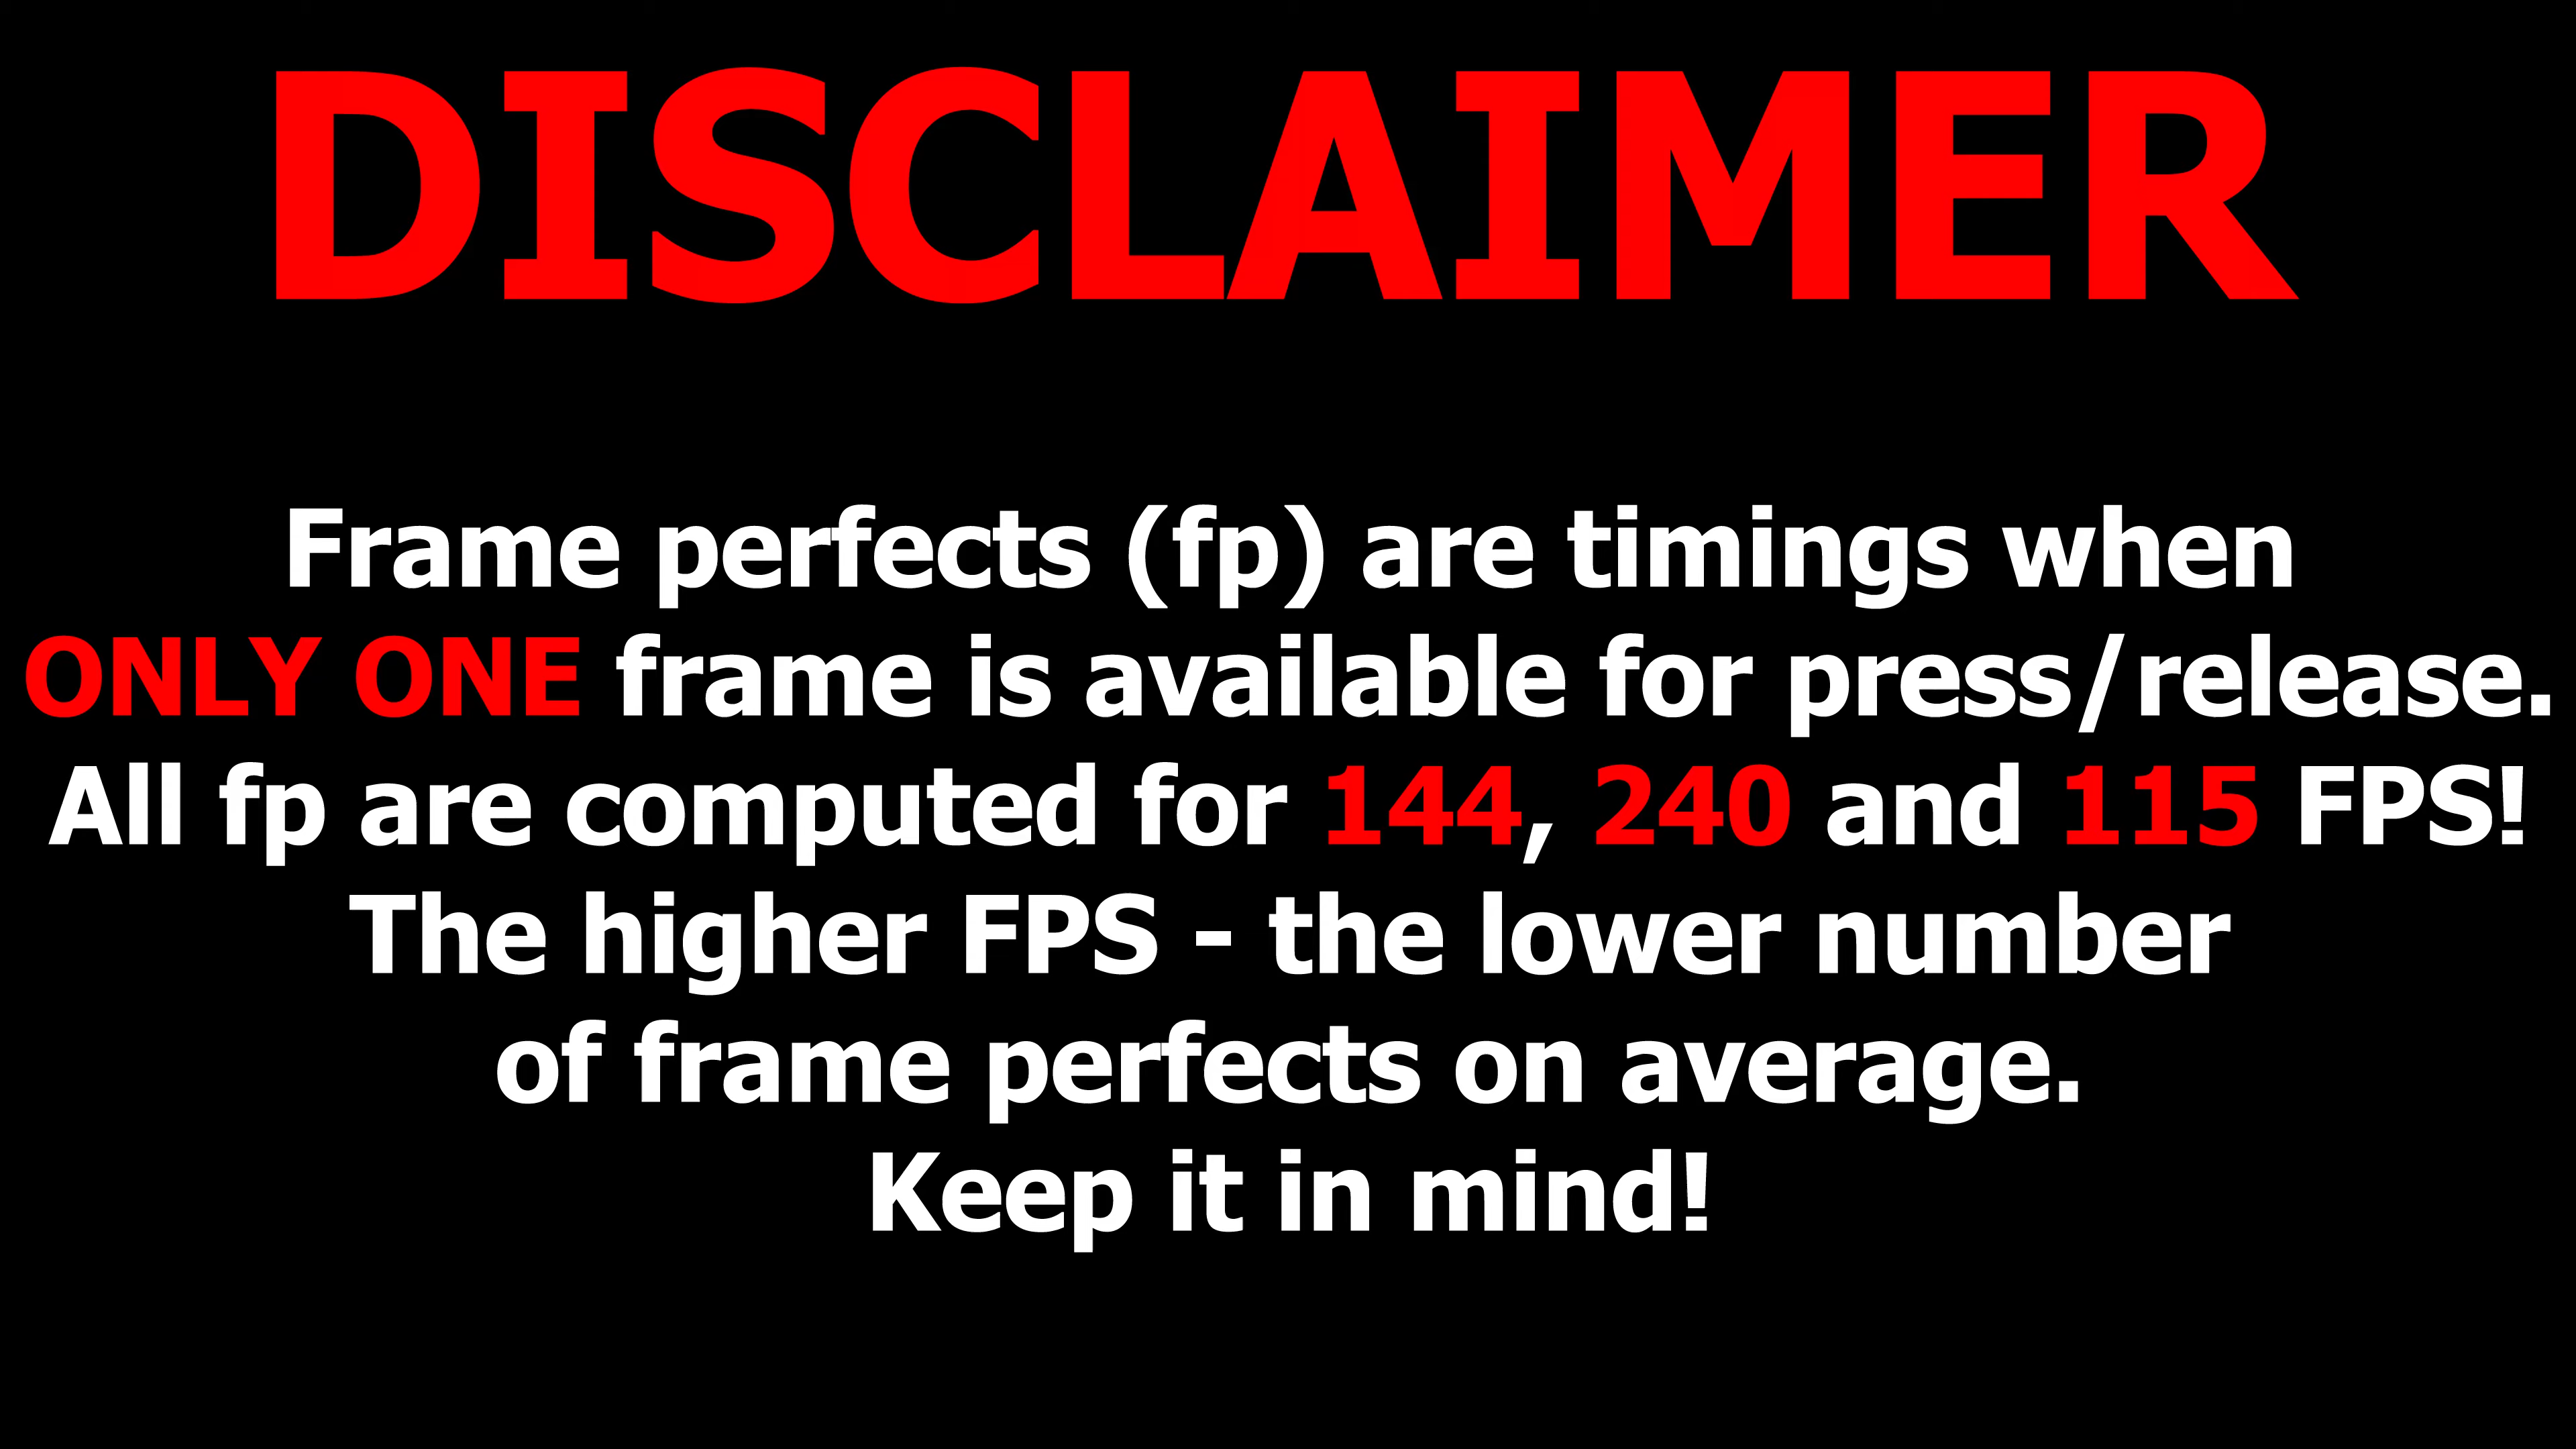 DISCLAIMER
Frame perfects (fp) are timings when
ONLY ONE frame is available for press/release.
All fp are computed for 144, 240 and 115 FPS!
The higher FPS - the lower number
of frame perfects on average.
Keep it in mind!